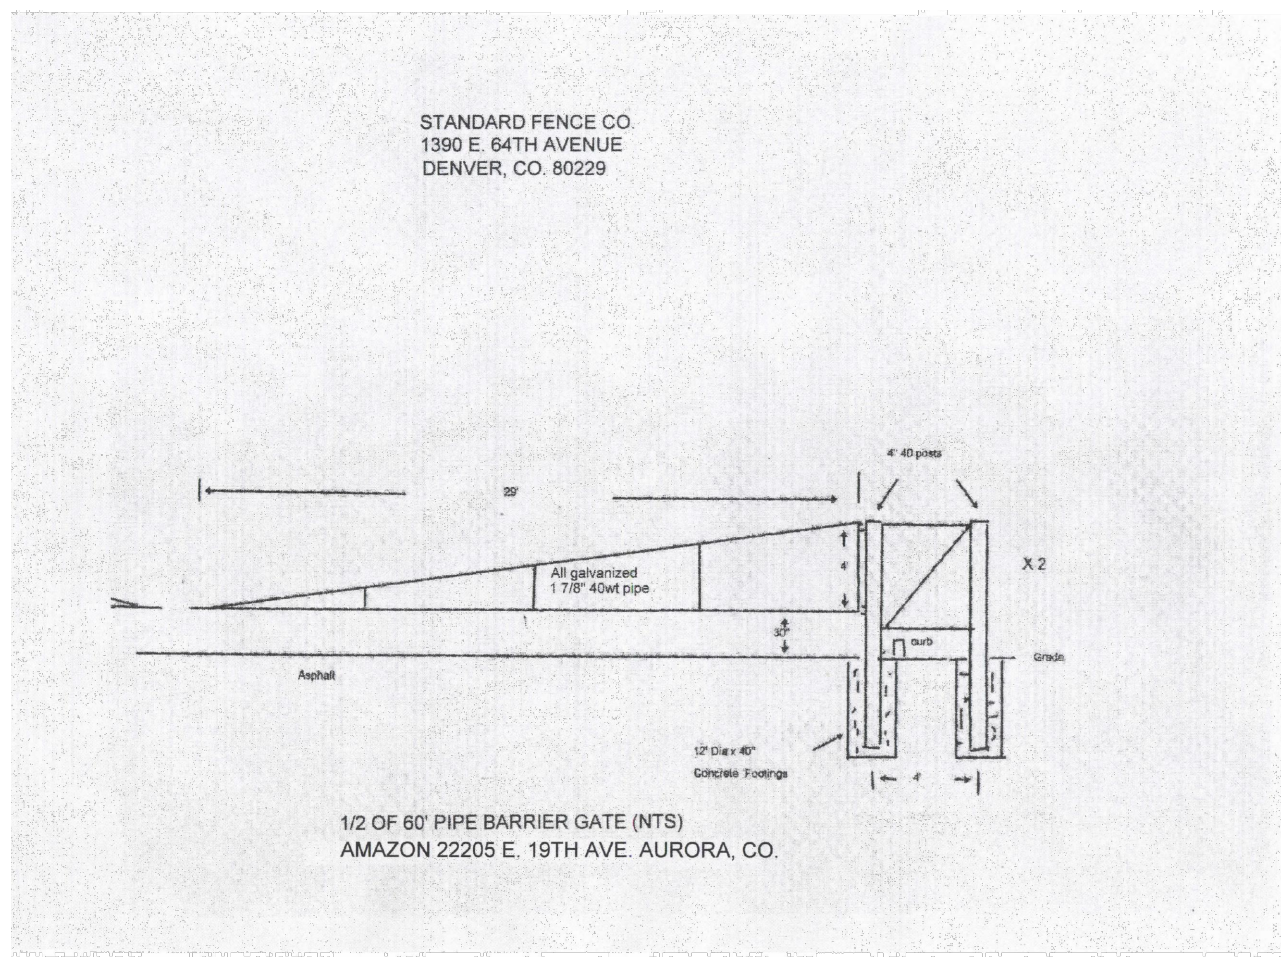 STANDARD FENCE CO.
1390 E. 64TH AVENUE
DENVER, CO. 80229
4" 40 posts
29'
X 2
All galvanized
1 7/8" 40wt pipe
4'
30"
curb
Grade
Asphalt
12" Dia x 40"
Concrete Footings
4'
1/2 OF 60' PIPE BARRIER GATE (NTS)
AMAZON 22205 E. 19TH AVE. AURORA, CO.